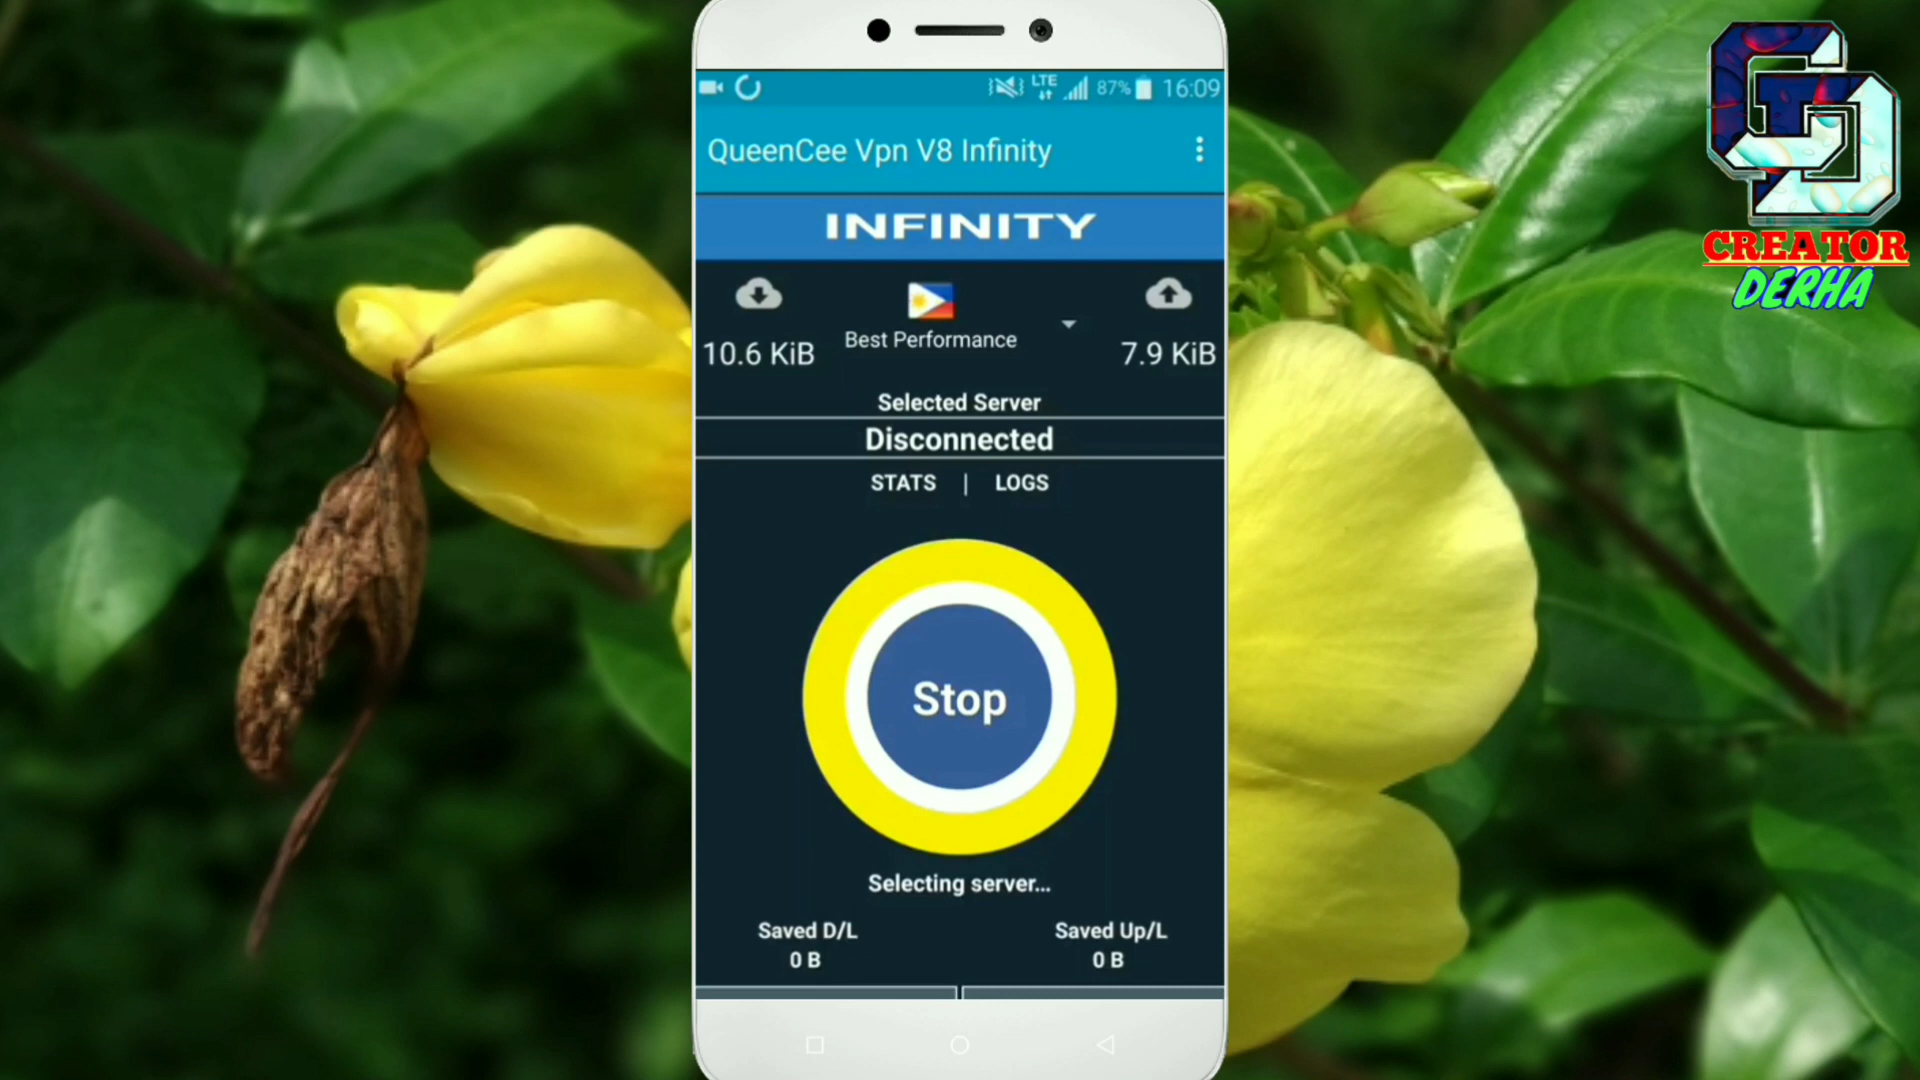 LTE 87% 16:09
QueenCee Vpn V8 Infinity
INFINITY
Best Performance
10.6 KiB
7.9 KiB
Selected Server
Disconnected
STATS | LOGS
Stop
Selecting server...
Saved D/L
0 B
Saved Up/L
0 B
CREATOR
DERHA